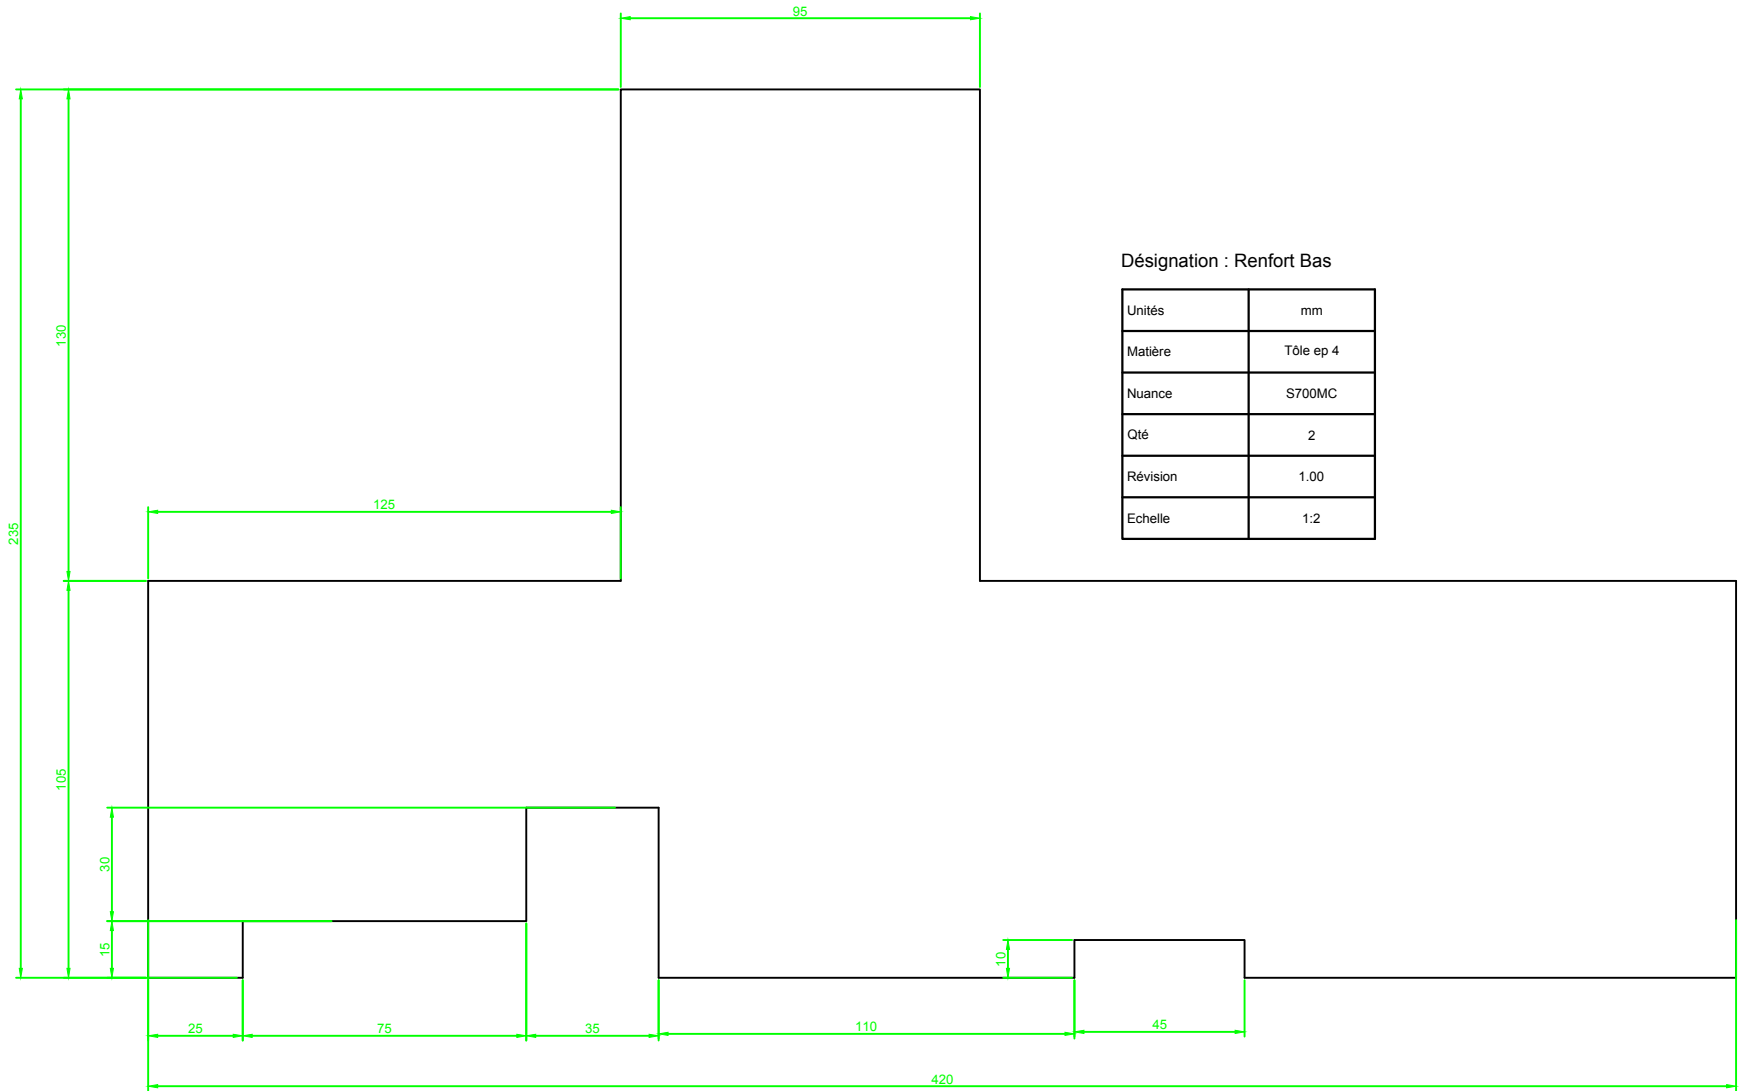 95
Désignation : Renfort Bas
Unités mm
Matière Tôle ep 4
Nuance S700MC
Qté 2
Révision 1.00
Echelle 1:2
130
125
235
105
30
15
10
25
75
35
110
45
420